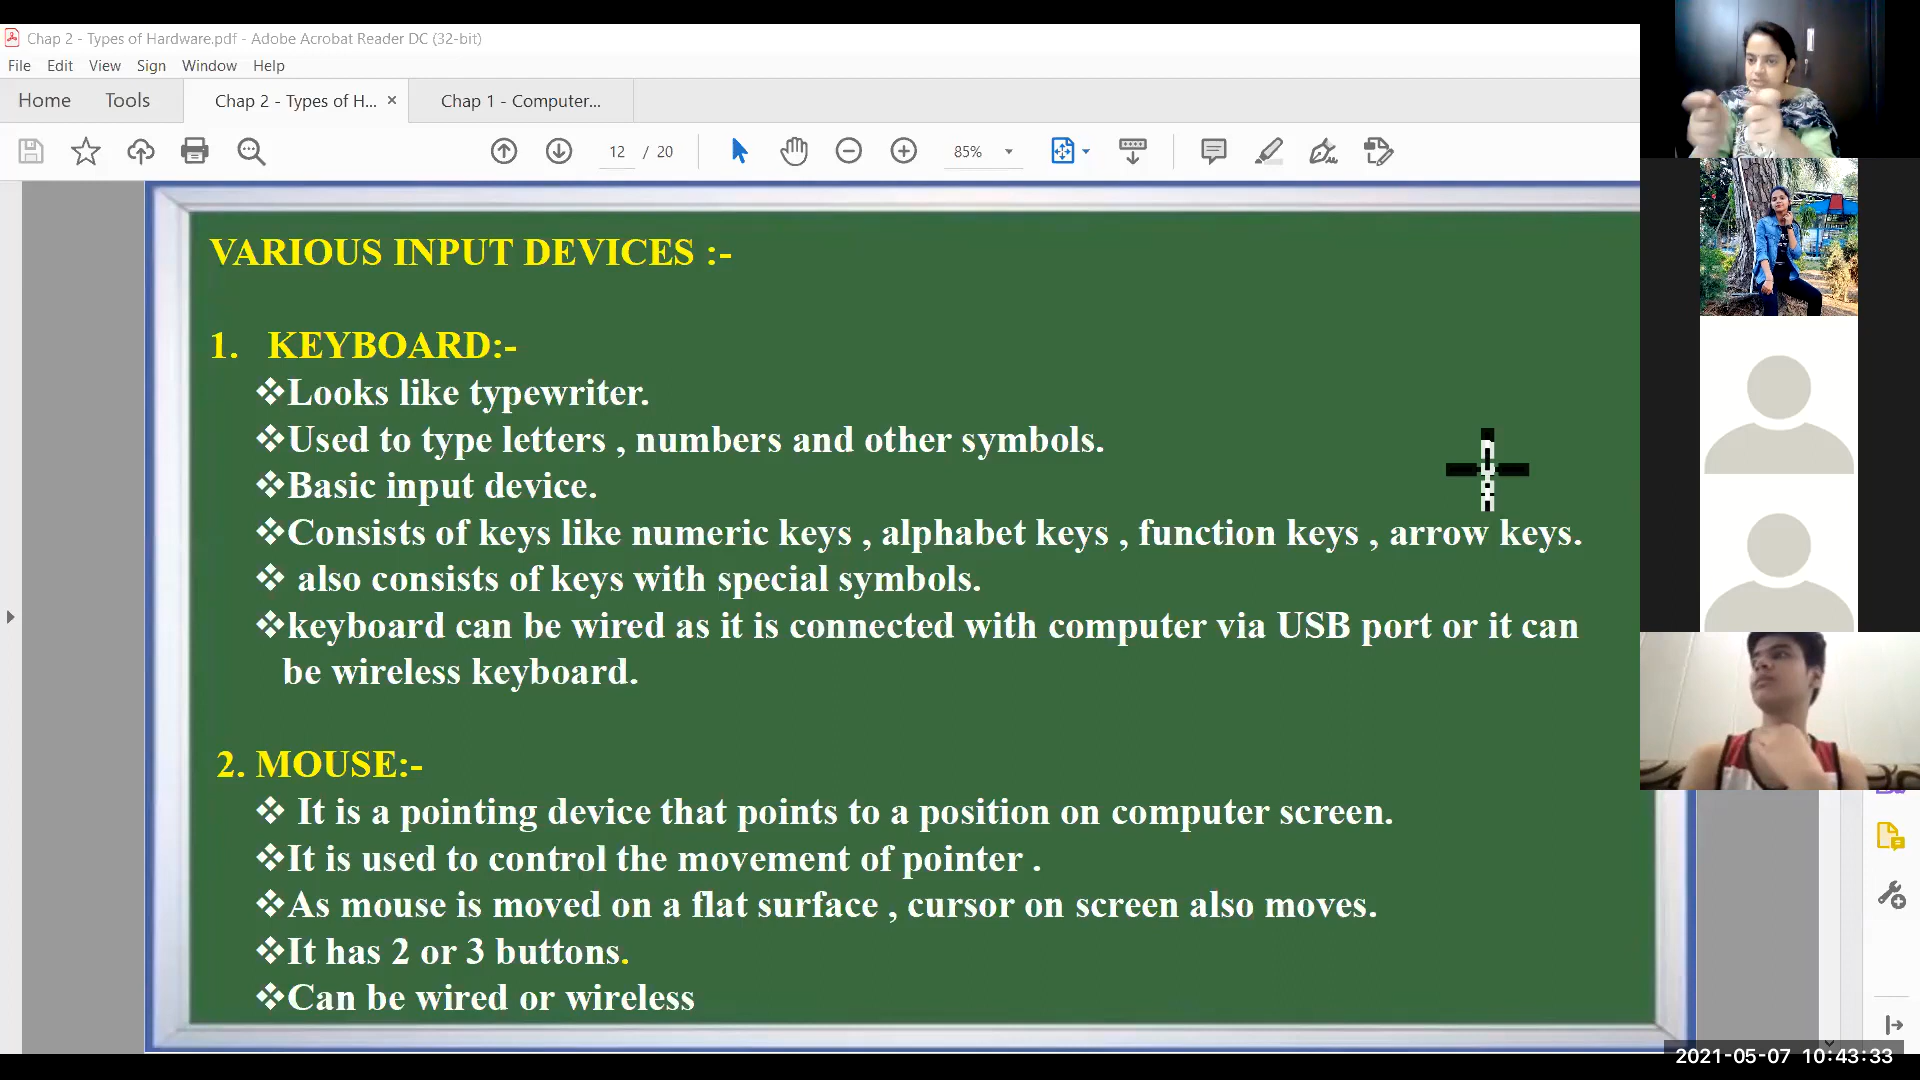 Chap 2 - Types of Hardware.pdf - Adobe Acrobat Reader DC (32-bit)
File Edit View Sign Window Help
Home Tools Chap 2 - Types of H... × Chap 1 - Computer...
12 / 20 85%
VARIOUS INPUT DEVICES :-
1. KEYBOARD:-
❖Looks like typewriter.
❖Used to type letters , numbers and other symbols.
❖Basic input device.
❖Consists of keys like numeric keys , alphabet keys , function keys , arrow keys.
❖ also consists of keys with special symbols.
❖keyboard can be wired as it is connected with computer via USB port or it can
be wireless keyboard.
2. MOUSE:-
❖ It is a pointing device that points to a position on computer screen.
❖It is used to control the movement of pointer .
❖As mouse is moved on a flat surface , cursor on screen also moves.
❖It has 2 or 3 buttons.
❖Can be wired or wireless
2021-05-07 10:43:33